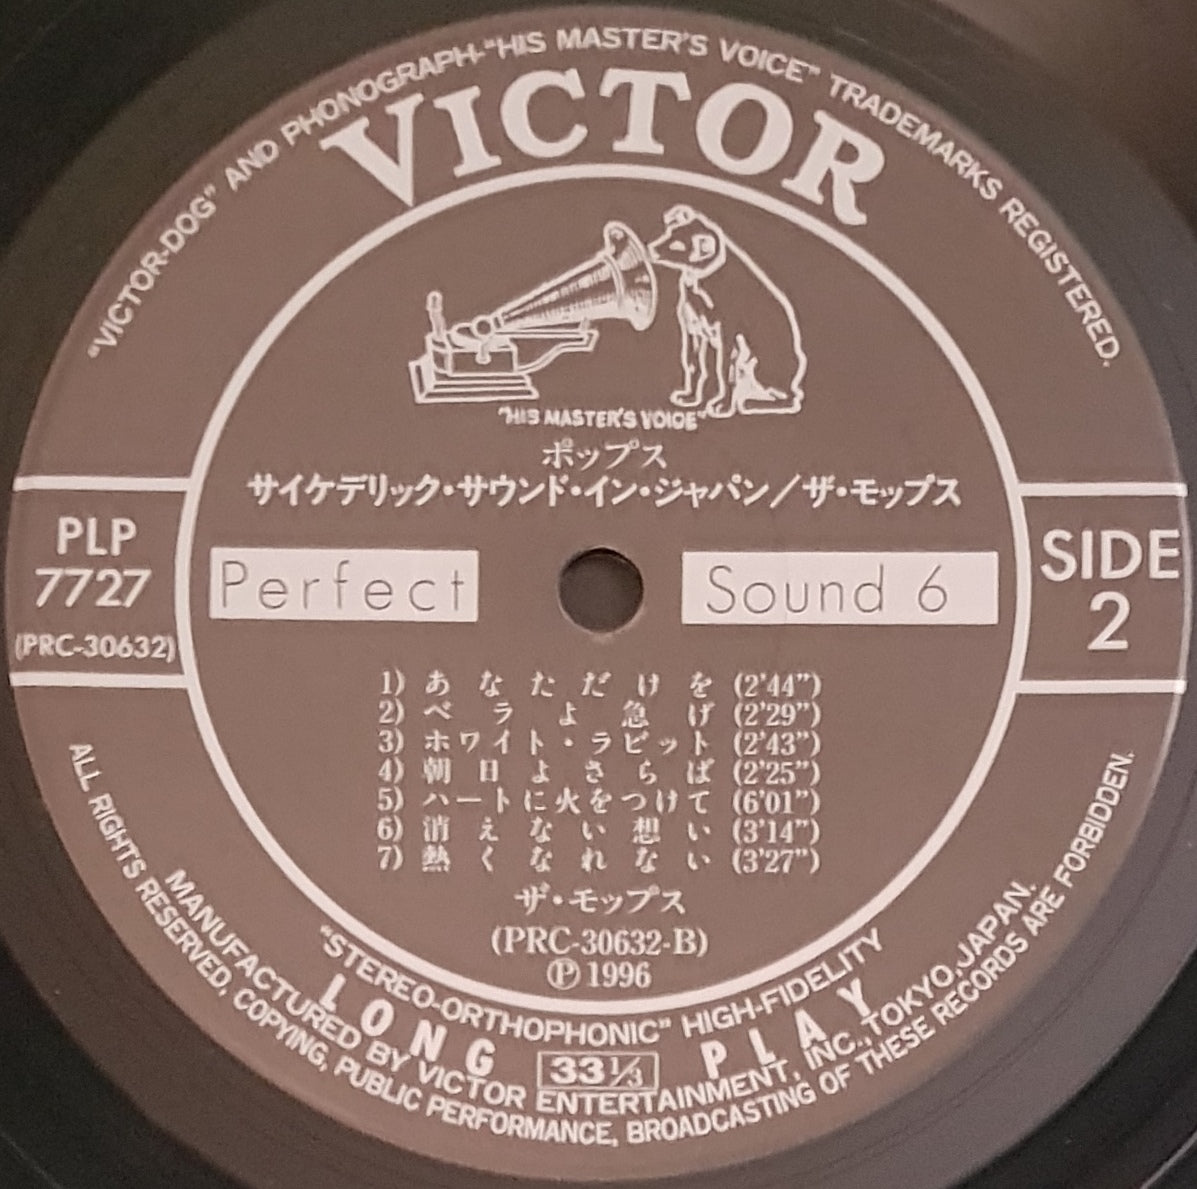 "VICTOR-DOG" AND PHONOGRAPH-"HIS MASTER'S VOICE" TRADEMARKS REGISTERED.
VICTOR
"HIS MASTER'S VOICE"
ポップス
サイケデリック・サウンド・イン・ジャパン／ザ・モップス
PLP
7727
(PRC-30632)
Perfect Sound 6
SIDE
2
1) あなただけを (2'44")
2) ベラよ急げ (2'29")
3) ホワイト・ラビット (2'43")
4) 朝日よさらば (2'25")
5) ハートに火をつけて (6'01")
6) 消えない想い (3'14")
7)熱くなれない (3'27")
ザ・モップス
(PRC-30632-B)
Ⓟ 1996
"STEREO-ORTHOPHONIC" HIGH-FIDELITY
LONG 33 1/3 PLAY
MANUFACTURED BY VICTOR ENTERTAINMENT, INC., TOKYO, JAPAN.
ALL RIGHTS RESERVED, COPYING, PUBLIC PERFORMANCE, BROADCASTING OF THESE RECORDS ARE FORBIDDEN.